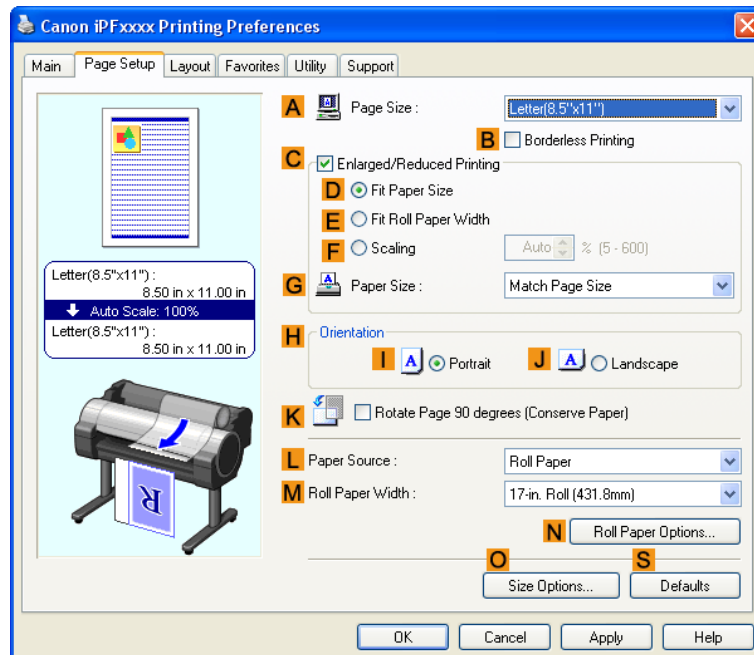 Canon iPFxxxx Printing Preferences
Main Page Setup Layout Favorites Utility Support
A Page Size : Letter(8.5"x11")
B Borderless Printing
C Enlarged/Reduced Printing
D Fit Paper Size
E Fit Roll Paper Width
F Scaling Auto % (5 - 600)
G A Paper Size : Match Page Size
Letter(8.5"x11") :
8.50 in x 11.00 in
Auto Scale: 100%
Letter(8.5"x11") :
8.50 in x 11.00 in
H Orientation
I A Portrait J A Landscape
K Rotate Page 90 degrees (Conserve Paper)
L Paper Source : Roll Paper
M Roll Paper Width : 17-in. Roll (431.8mm)
R
N Roll Paper Options...
O S
Size Options... Defaults
OK Cancel Apply Help